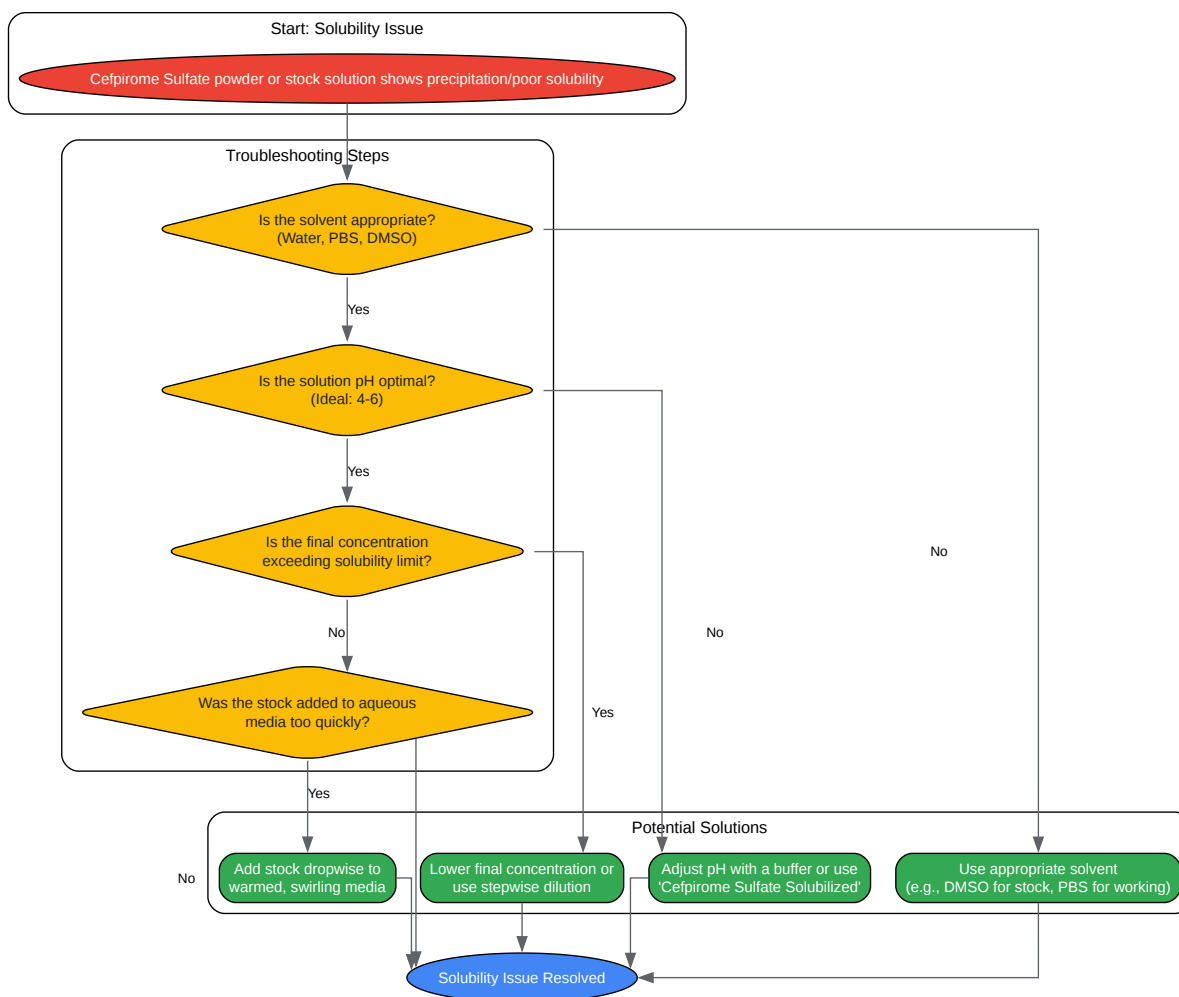 Start: Solubility Issue
Cefpirome Sulfate powder or stock solution shows precipitation/poor solubility
Troubleshooting Steps
Is the solvent appropriate?
(Water, PBS, DMSO)
Yes
Is the solution pH optimal?
(Ideal: 4-6)
Yes
Is the final concentration
exceeding solubility limit?
No
No
No
Was the stock added to aqueous
media too quickly?
Yes
Yes
No
Potential Solutions
Add stock dropwise to
warmed, swirling media
Lower final concentration or
use stepwise dilution
Adjust pH with a buffer or use
'Cefpirome Sulfate Solubilized'
Use appropriate solvent
(e.g., DMSO for stock, PBS for working)
Solubility Issue Resolved